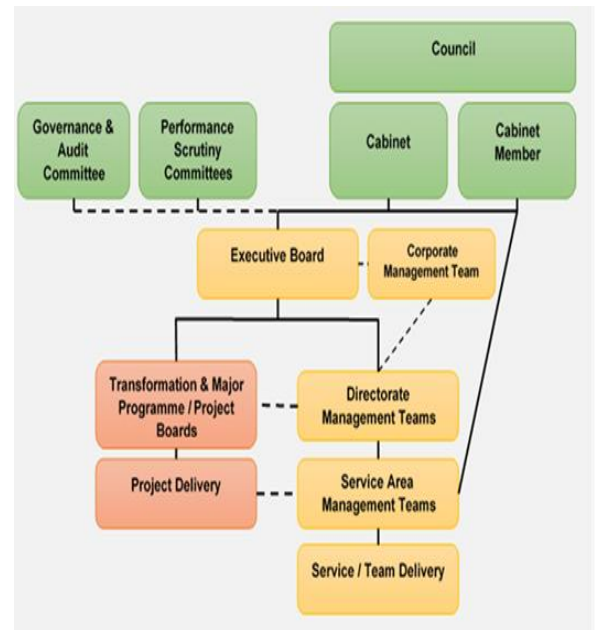 Council
Governance &
Audit
Committee
Performance
Scrutiny
Committees
Cabinet
Cabinet
Member
Executive Board
Corporate
Management Team
Transformation & Major
Programme / Project
Boards
Directorate
Management Teams
Project Delivery
Service Area
Management Teams
Service / Team Delivery